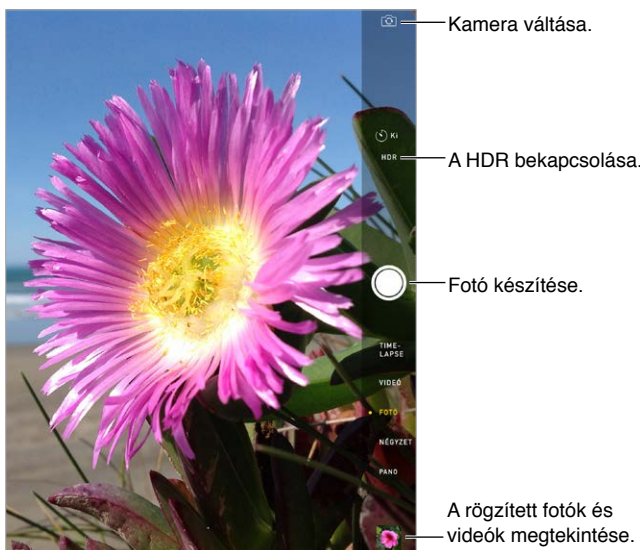 Kamera váltása.
Ki
HDR
A HDR bekapcsolása.
Fotó készítése.
TIME-
LAPSE
VIDEÓ
FOTÓ
NÉGYZET
PANO
A rögzített fotók és
videók megtekintése.